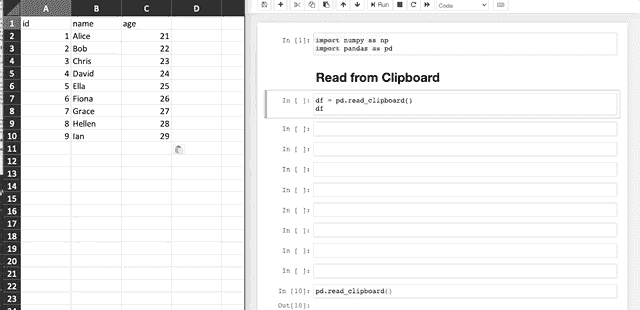 A B C D E
1 id name age
2 1 Alice 21
3 2 Bob 22
4 3 Chris 23
5 4 David 24
6 5 Ella 25
7 6 Fiona 26
8 7 Grace 27
9 8 Hellen 28
10 9 Ian 29
11
12
13
14
15
16
17
18
19
20
21
22
23
Run
Code
In [1]: import numpy as np
import pandas as pd
Read from Clipboard
In [ ]: df = pd.read_clipboard()
df
In [ ]:
In [ ]:
In [ ]:
In [ ]:
In [ ]:
In [ ]:
In [ ]:
In [ ]:
In [10]: pd.read_clipboard()
Out[10]: